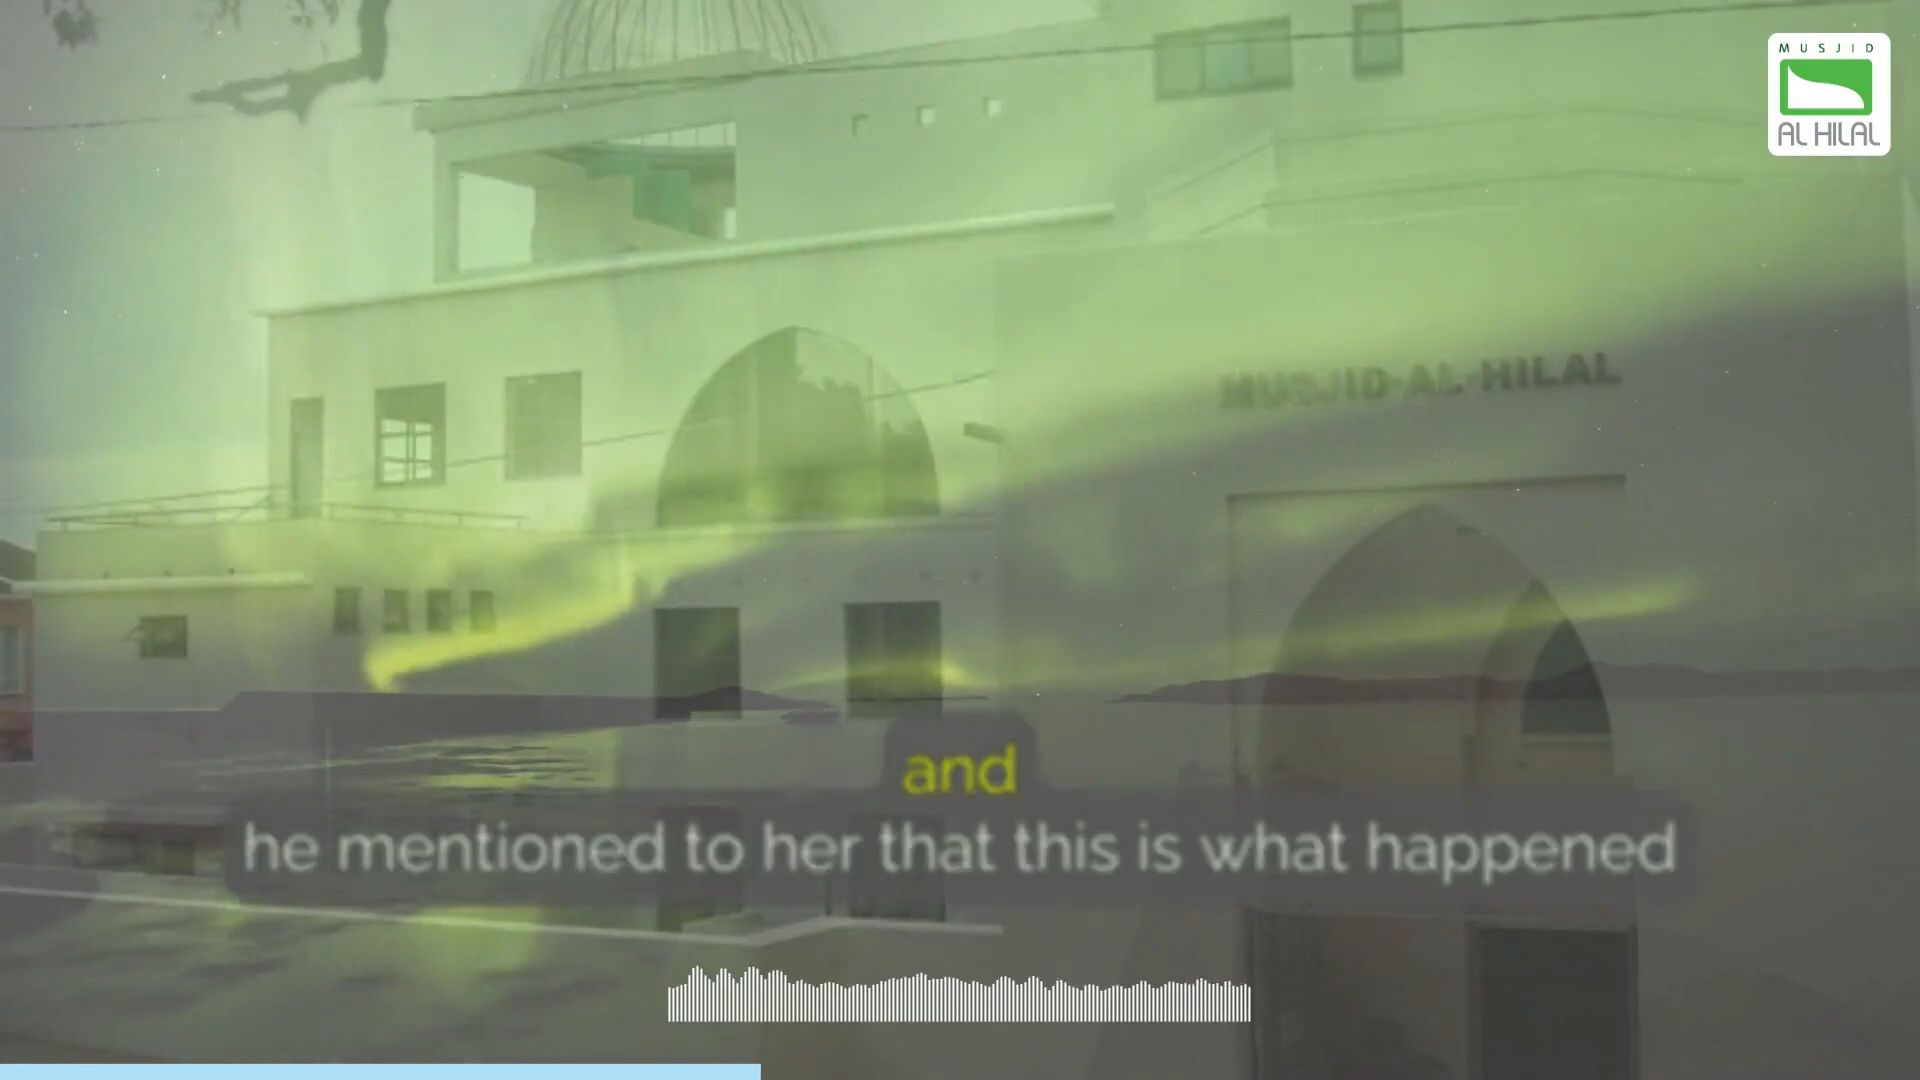 MUSJID
AL HILAL
MUSJID-AL-HILAL
and
he mentioned to her that this is what happened